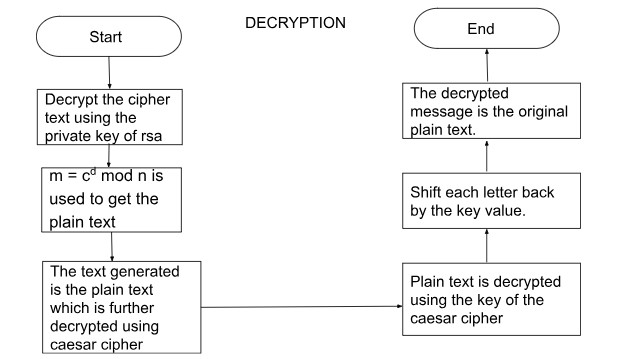 DECRYPTION
Start
Decrypt the cipher
text using the
private key of rsa
m = cᵈ mod n is
used to get the
plain text
The text generated
is the plain text
which is further
decrypted using
caesar cipher
Plain text is decrypted
using the key of the
caesar cipher
Shift each letter back
by the key value.
The decrypted
message is the original
plain text.
End